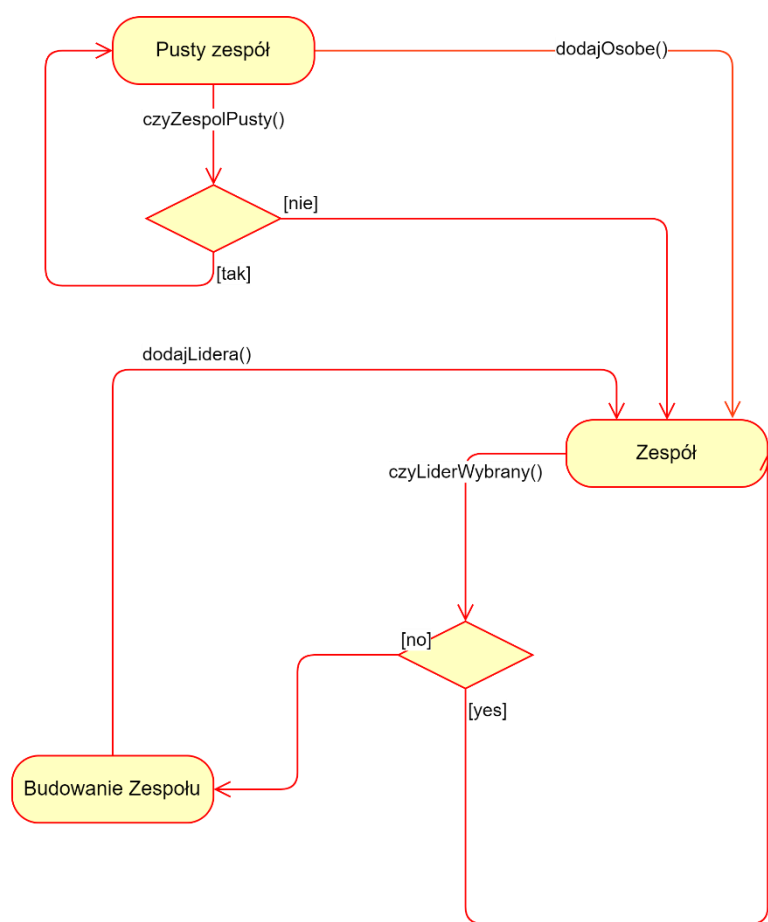 Pusty zespół
dodajOsobe()
czyZespolPusty()
[nie]
[tak]
dodajLidera()
Zespół
czyLiderWybrany()
[no]
[yes]
Budowanie Zespołu